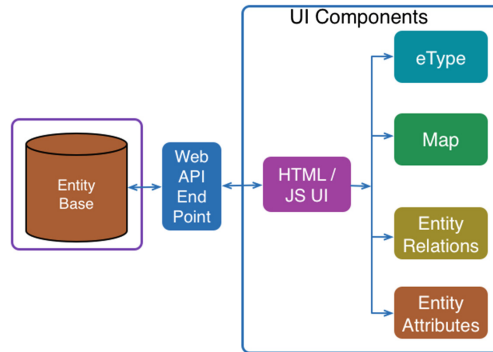 UI Components
eType
Map
Entity
Base
Web
API
End
Point
HTML /
JS UI
Entity
Relations
Entity
Attributes